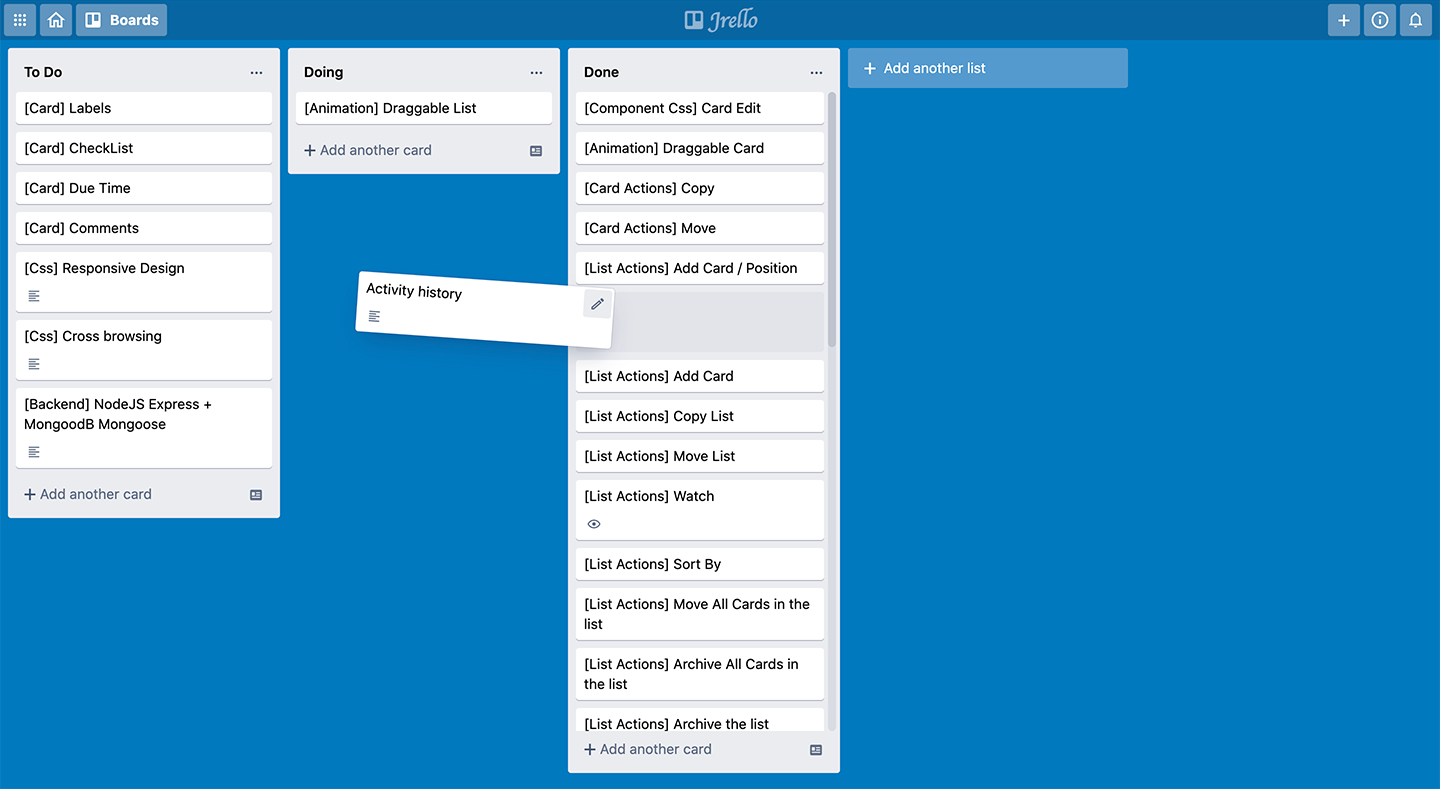 Boards
Jrello
To Do
[Card] Labels
[Card] CheckList
[Card] Due Time
[Card] Comments
[Css] Responsive Design
[Css] Cross browsing
[Backend] NodeJS Express +
MongoodB Mongoose
Add another card
Doing
[Animation] Draggable List
Add another card
Activity history
Done
[Component Css] Card Edit
[Animation] Draggable Card
[Card Actions] Copy
[Card Actions] Move
[List Actions] Add Card / Position
[List Actions] Add Card
[List Actions] Copy List
[List Actions] Move List
[List Actions] Watch
[List Actions] Sort By
[List Actions] Move All Cards in the
list
[List Actions] Archive All Cards in
the list
[List Actions] Archive the list
Add another card
Add another list